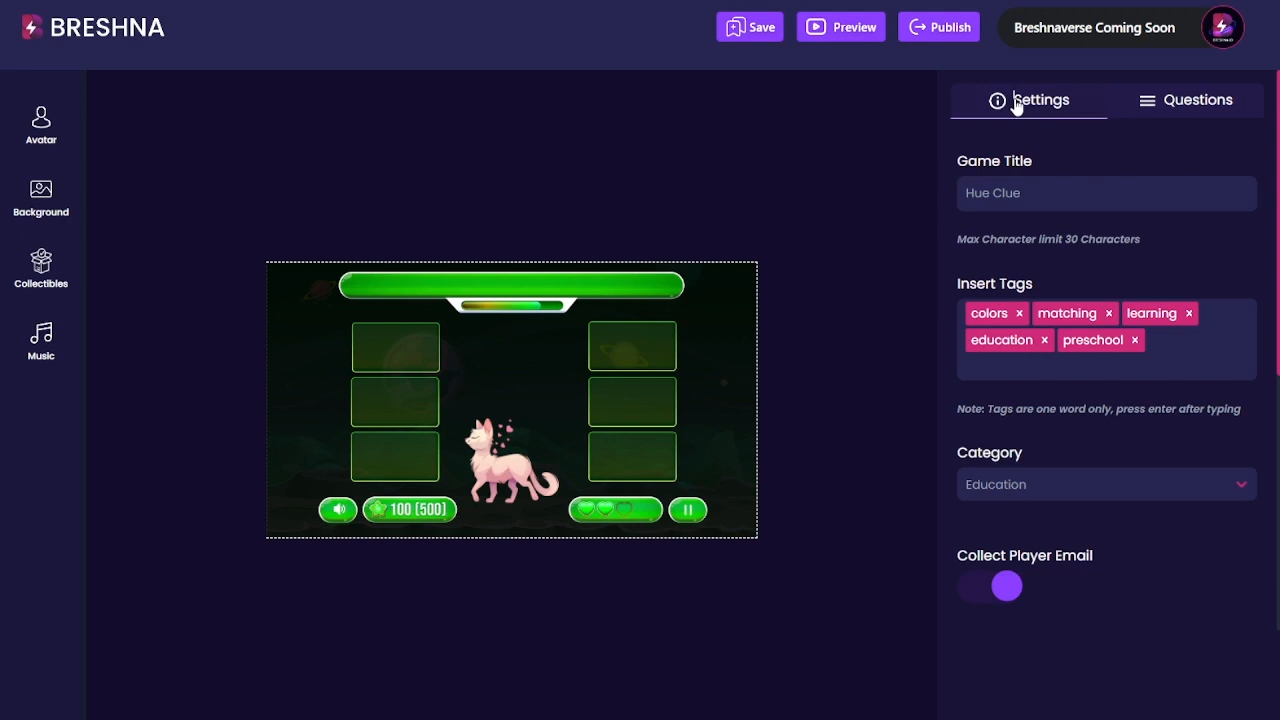 BRESHNA
Save
Preview
Publish
Breshnaverse Coming Soon
Avatar
Background
Collectibles
Music
100 [500]
Settings
Questions
Game Title
Hue Clue
Max Character limit 30 Characters
Insert Tags
colors × matching × learning ×
education × preschool ×
Note: Tags are one word only, press enter after typing
Category
Education
Collect Player Email